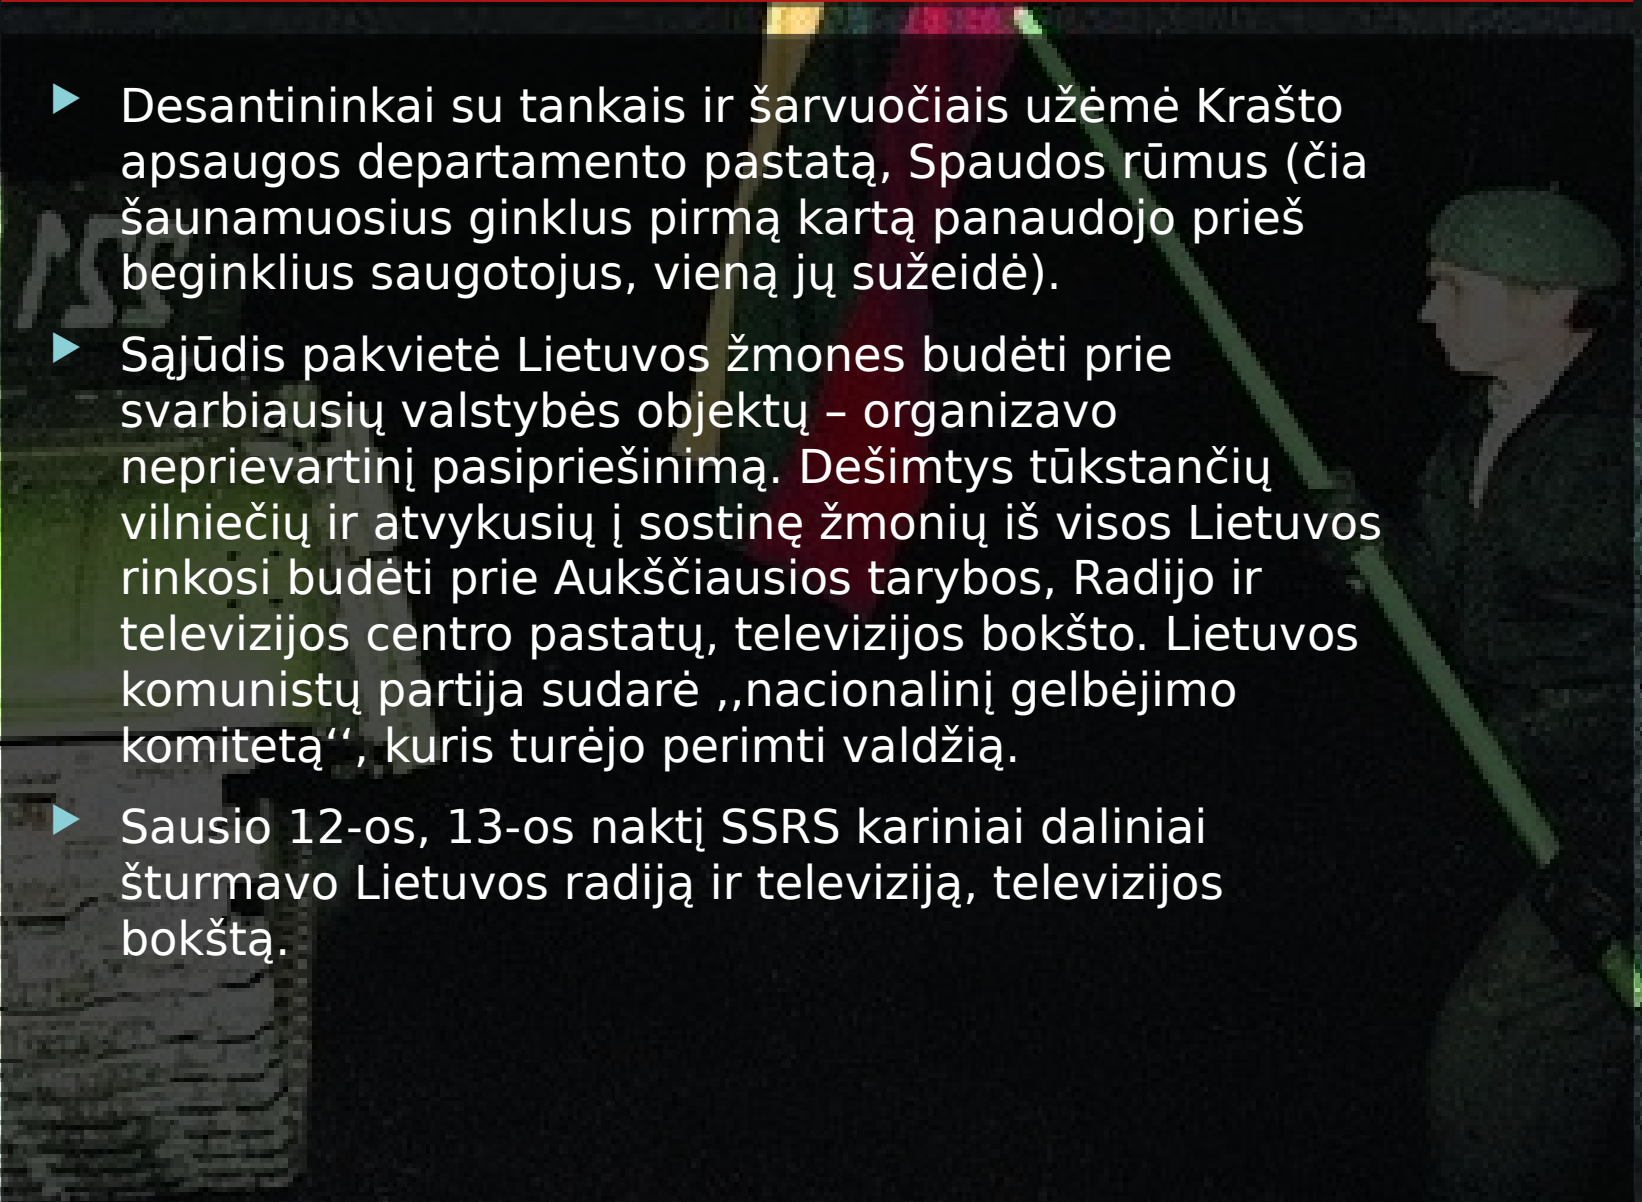 Desantininkai su tankais ir šarvuočiais užėmė Krašto
apsaugos departamento pastatą, Spaudos rūmus (čia
šaunamuosius ginklus pirmą kartą panaudojo prieš
beginklius saugotojus, vieną jų sužeidė).
Sąjūdis pakvietė Lietuvos žmones budėti prie
svarbiausių valstybės objektų – organizavo
neprievartinį pasipriešinimą. Dešimtys tūkstančių
vilniečių ir atvykusių į sostinę žmonių iš visos Lietuvos
rinkosi budėti prie Aukščiausios tarybos, Radijo ir
televizijos centro pastatų, televizijos bokšto. Lietuvos
komunistų partija sudarė ,,nacionalinį gelbėjimo
komitetą‘‘, kuris turėjo perimti valdžią.
Sausio 12-os, 13-os naktį SSRS kariniai daliniai
šturmavo Lietuvos radiją ir televiziją, televizijos
bokštą.